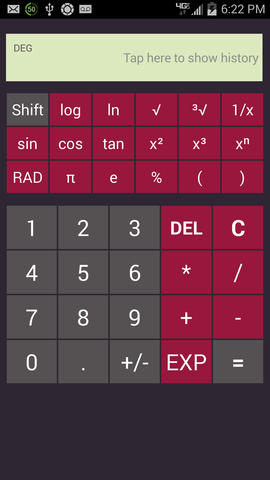 50 4G 6:22 PM
DEG
Tap here to show history
Shift log ln √ ³√ 1/x
sin cos tan x² x³ xⁿ
RAD π e % ( )
1 2 3 DEL C
4 5 6 * /
7 8 9 + -
0 . +/- EXP =